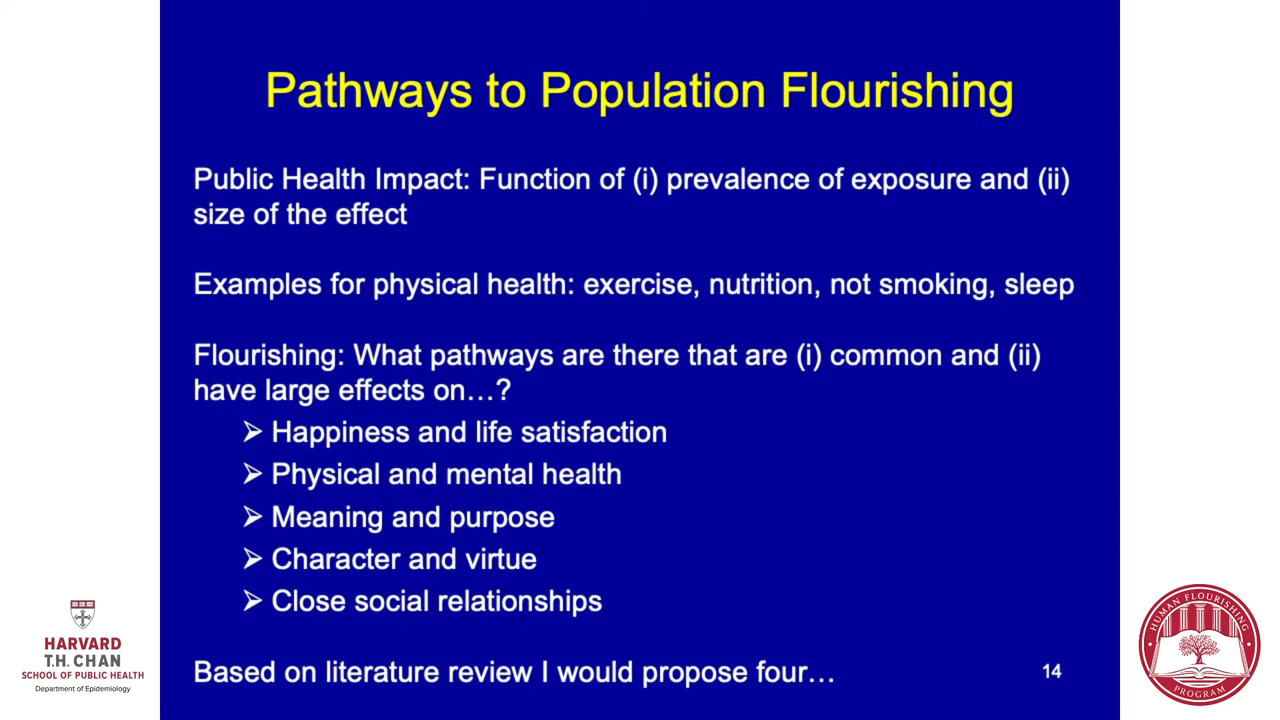 Pathways to Population Flourishing
Public Health Impact: Function of (i) prevalence of exposure and (ii)
size of the effect
Examples for physical health: exercise, nutrition, not smoking, sleep
Flourishing: What pathways are there that are (i) common and (ii)
have large effects on…?
➢ Happiness and life satisfaction
➢ Physical and mental health
➢ Meaning and purpose
➢ Character and virtue
➢ Close social relationships
Based on literature review I would propose four…
14
HARVARD
T.H. CHAN
SCHOOL OF PUBLIC HEALTH
Department of Epidemiology
HUMAN FLOURISHING
PROGRAM